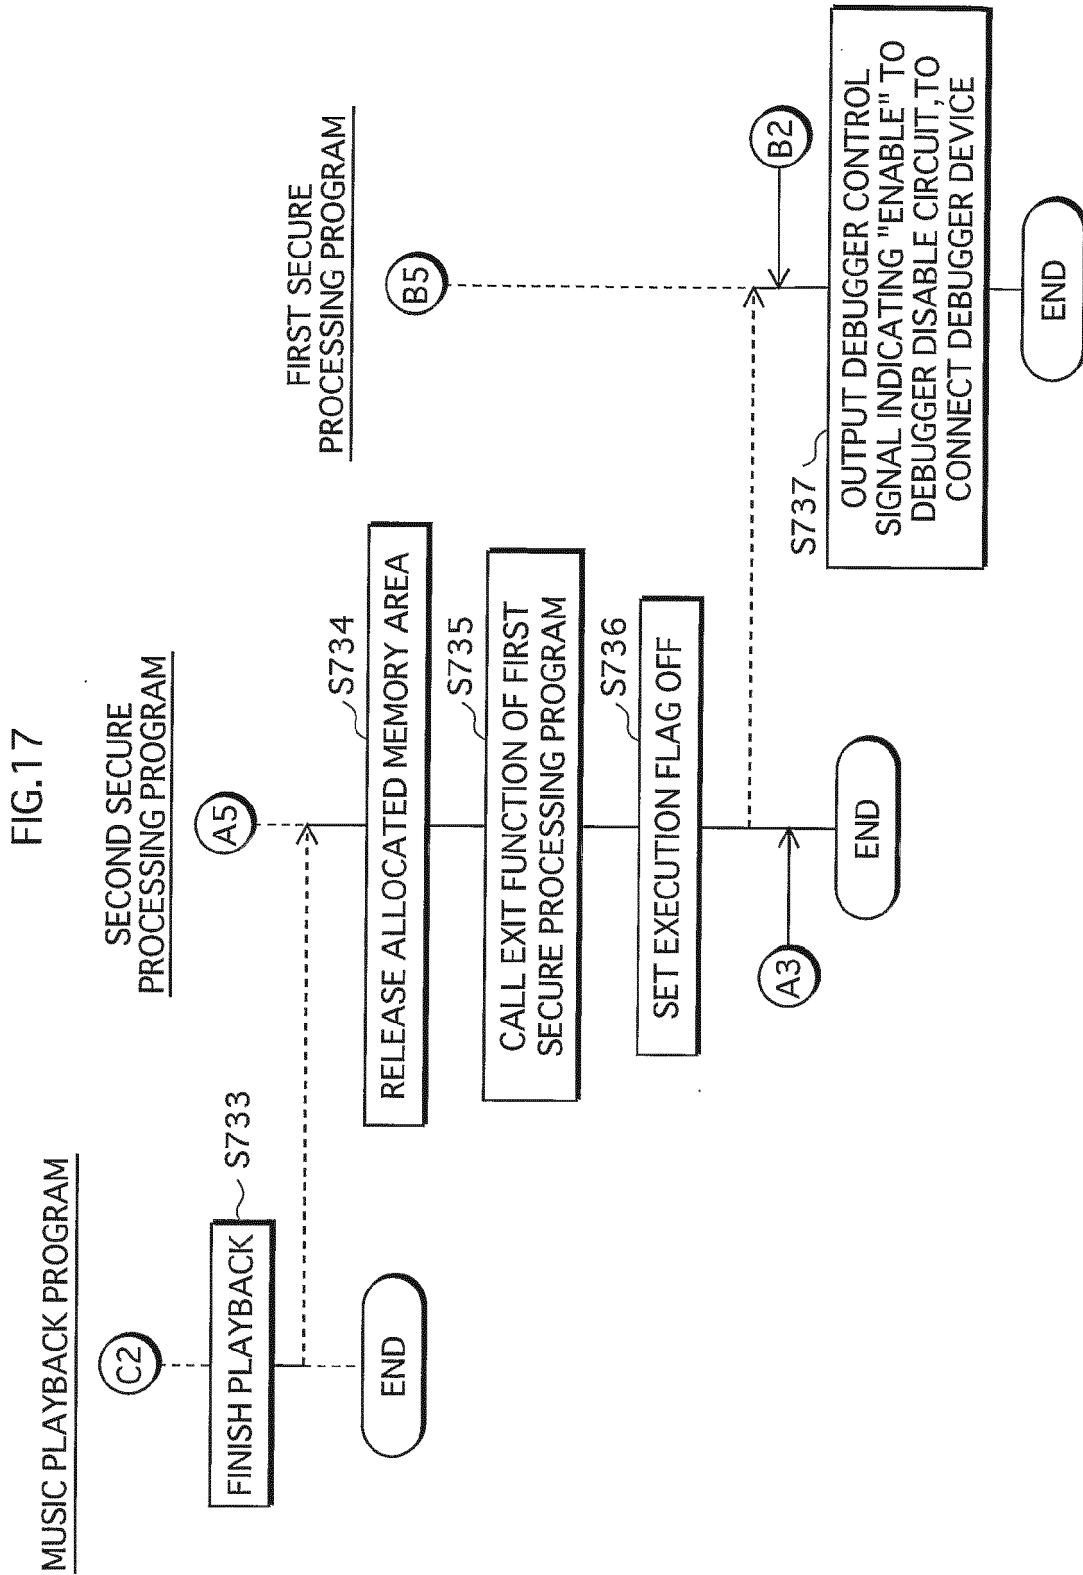 FIG.17
MUSIC PLAYBACK PROGRAM
C2
FINISH PLAYBACK
S733
END
SECOND SECURE
PROCESSING PROGRAM
A5
S734
RELEASE ALLOCATED MEMORY AREA
S735
CALL EXIT FUNCTION OF FIRST
SECURE PROCESSING PROGRAM
S736
SET EXECUTION FLAG OFF
A3
END
FIRST SECURE
PROCESSING PROGRAM
B5
B2
S737
OUTPUT DEBUGGER CONTROL
SIGNAL INDICATING "ENABLE" TO
DEBUGGER DISABLE CIRCUIT, TO
CONNECT DEBUGGER DEVICE
END